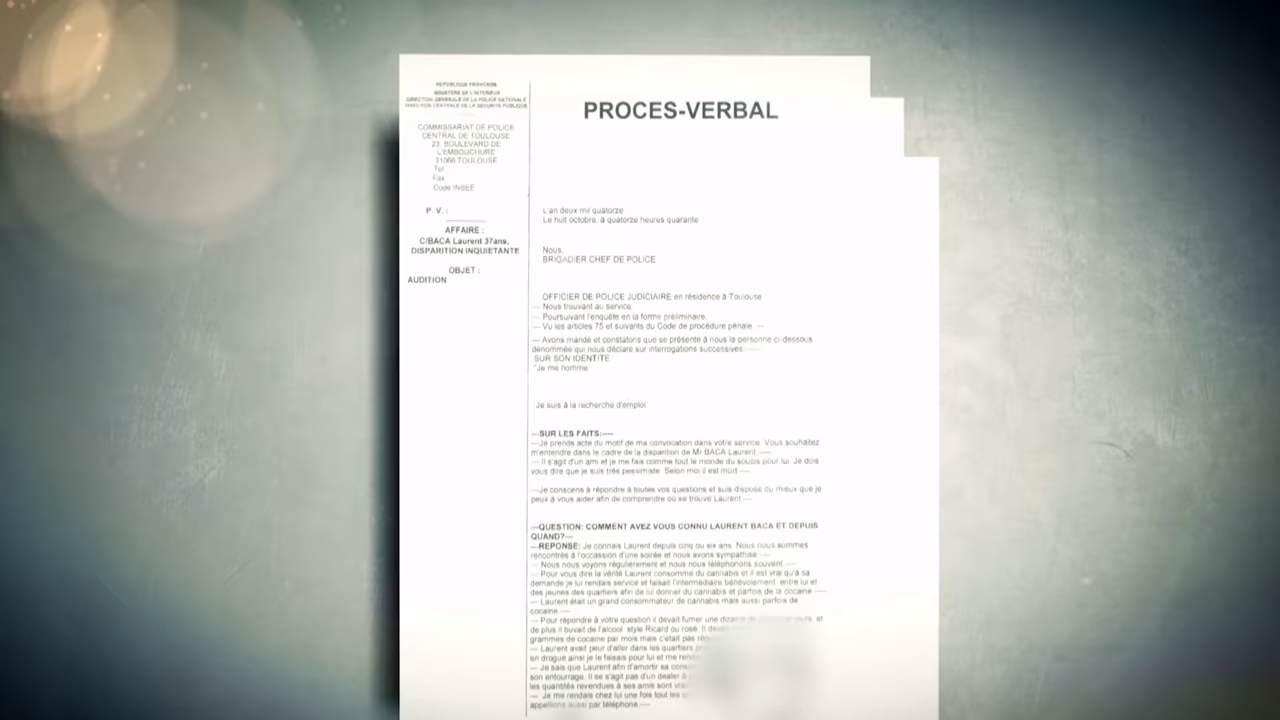 REPUBLIQUE FRANCAISE
MINISTERE DE L'INTERIEUR
DIRECTION GENERALE DE LA POLICE NATIONALE
DIRECTION CENTRALE DE LA SECURITE PUBLIQUE
COMMISSARIAT DE POLICE
CENTRAL DE TOULOUSE
23, BOULEVARD DE
L'EMBOUCHURE
31066 TOULOUSE
Tel
Fax
Code INSEE
P. V. :
AFFAIRE :
C/BACA Laurent 37ans,
DISPARITION INQUIETANTE
OBJET :
AUDITION
PROCES-VERBAL
L'an deux mil quatorze
Le huit octobre, à quatorze heures quarante
Nous,
BRIGADIER CHEF DE POLICE
OFFICIER DE POLICE JUDICIAIRE en résidence à Toulouse
--- Nous trouvant au service.
--- Poursuivant l'enquête en la forme préliminaire,
--- Vu les articles 75 et suivants du Code de procédure pénale ---
--- Avons mandé et constatons que se présente à nous la personne ci-dessous
dénommée qui nous déclare sur interrogations successives: ----
SUR SON IDENTITE
"Je me nomme
Je suis à la recherche d'emploi
---SUR LES FAITS:----
---Je prends acte du motif de ma convocation dans votre service. Vous souhaitez
m'entendre dans le cadre de la disparition de Mr BACA Laurent ----
--- Il s'agit d'un ami et je me fais comme tout le monde du soucis pour lui. Je dois
vous dire que je suis très pessimiste. Selon moi il est mort ----
---Je consens à répondre à toutes vos questions et suis disposé du mieux que je
peux à vous aider afin de comprendre où se trouve Laurent ----
---QUESTION: COMMENT AVEZ VOUS CONNU LAURENT BACA ET DEPUIS
QUAND?---
---REPONSE: Je connais Laurent depuis cinq ou six ans. Nous nous sommes
rencontrés à l'occassion d'une soirée et nous avons sympathisé ----
--- Nous nous voyons régulièrement et nous nous téléphonons souvent ----
--- Pour vous dire la vérité Laurent consomme du cannabis et il est vrai qu'à sa
demande je lui rendais service et faisait l'intermédiaire bénévolement entre lui et
des jeunes des quartiers afin de lui donner du cannabis et parfois de la cocaine ----
--- Laurent était un grand consommateur de cannabis mais aussi parfois de
cocaine ----
--- Pour répondre à votre question il devait fumer une et
de plus il buvait de l'alcool style Ricard ou rosé. Il
grammes de cocaine par mois mais c'était pas
--- Laurent avait peur d'aller dans les quartiers
en drogue ainsi je le faisais pour lui et me
--- Je sais que Laurent afin d'amortir sa
son entourage. Il se s'agit pas d'un dealer
les quantités revendues à ses amis sont
--- Je me rendais chez lui une fois tout les
appellions aussi par téléphone ----